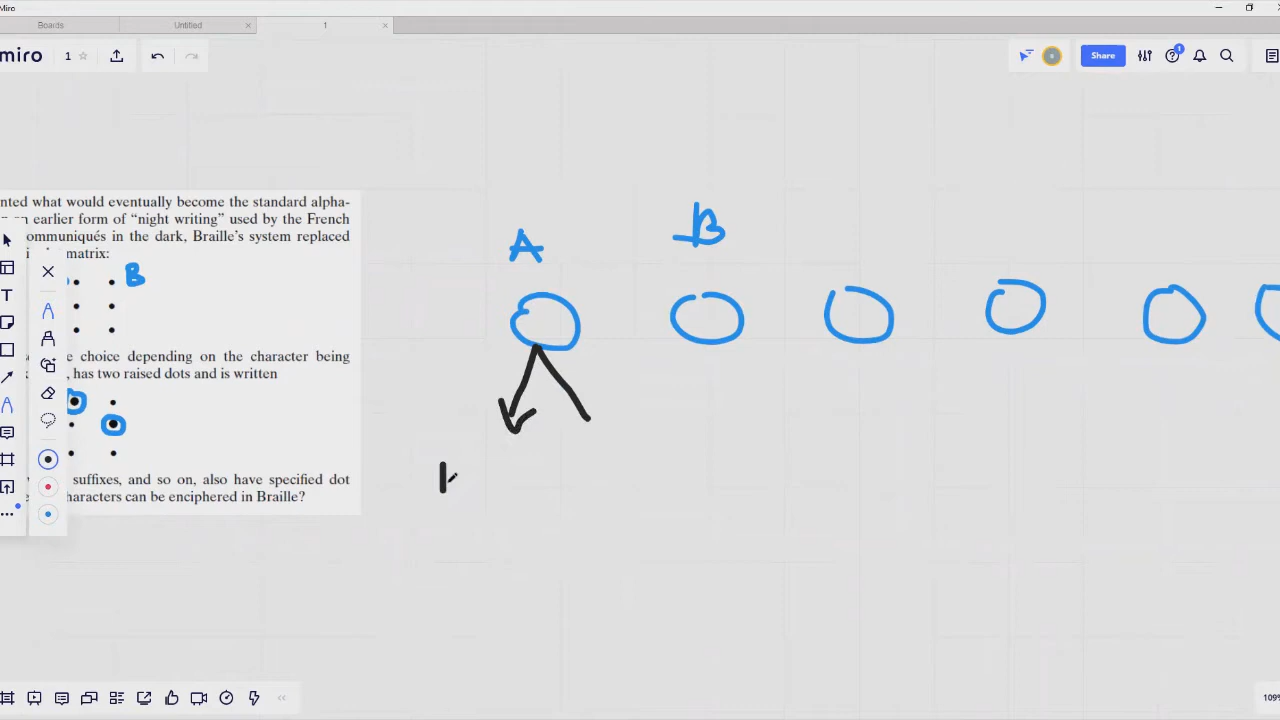 Miro
Boards Untitled 1
miro 1 Share 1
nted what would eventually become the standard alpha-
an earlier form of “night writing” used by the French
ommuniqués in the dark, Braille’s system replaced
matrix:
B
e choice depending on the character being
, has two raised dots and is written
suffixes, and so on, also have specified dot
haracters can be enciphered in Braille?
A B
109%